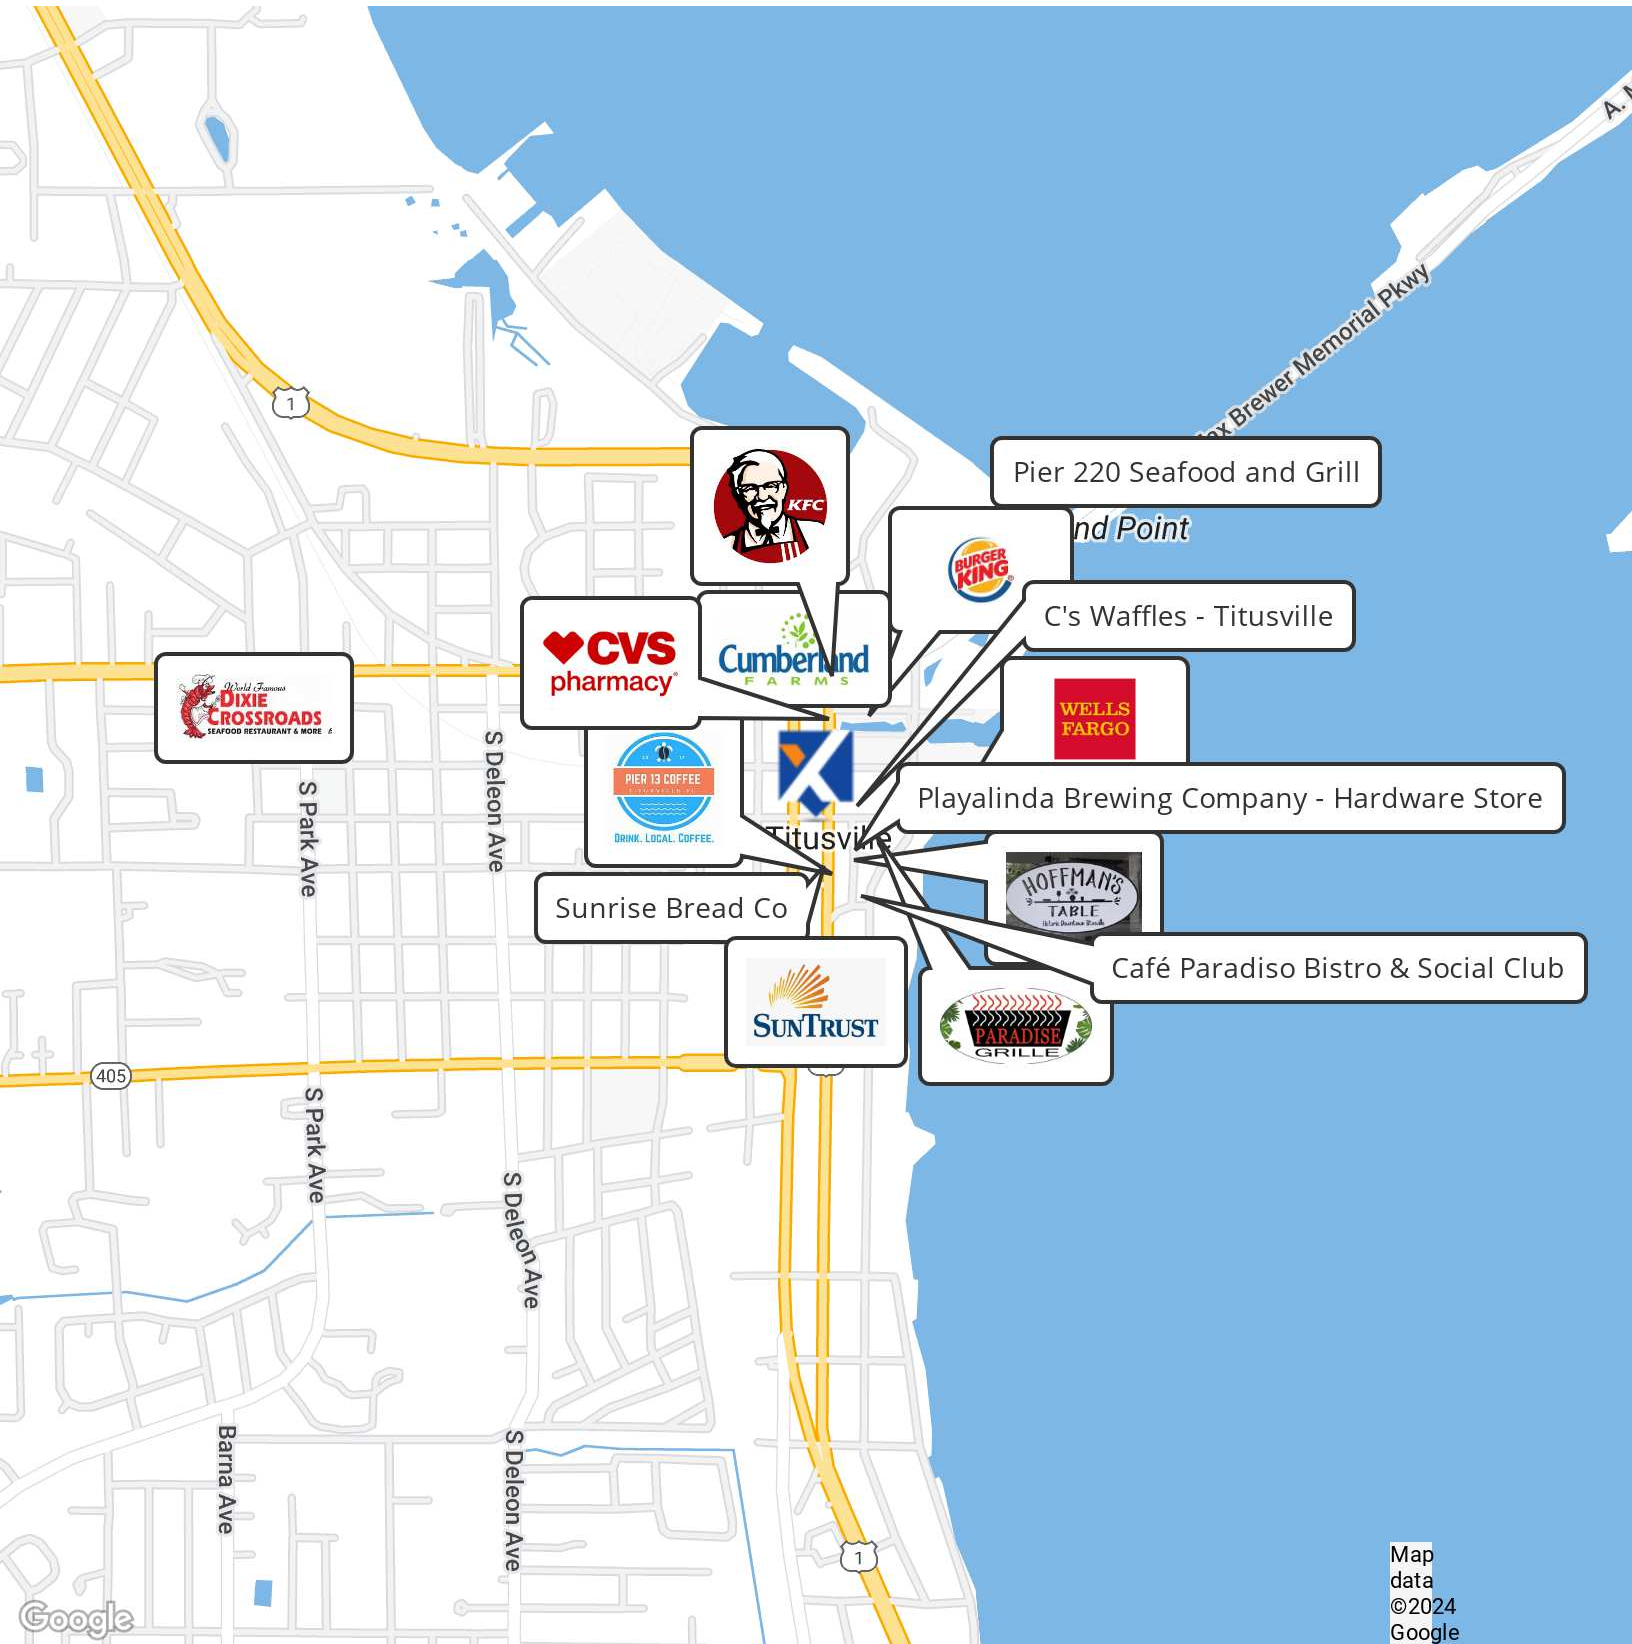 A. M
ax Brewer Memorial Pkwy
1
Pier 220 Seafood and Grill
KFC
nd Point
BURGER
KING
®
C's Waffles - Titusville
CVS
pharmacy®
Cumberland
FARMS
World Famous
DIXIE
CROSSROADS
SEAFOOD RESTAURANT & MORE
WELLS
FARGO
S Deleon Ave
S Park Ave
PIER 13 COFFEE
DRINK. LOCAL. COFFEE.
Playalinda Brewing Company - Hardware Store
Titusville
HOFFMAN'S
TABLE
Sunrise Bread Co
Café Paradiso Bistro & Social Club
SUNTRUST
PARADISE
GRILLE
405
S Park Ave
S Deleon Ave
Barna Ave
S Deleon Ave
1
Google
Map
data
©2024
Google